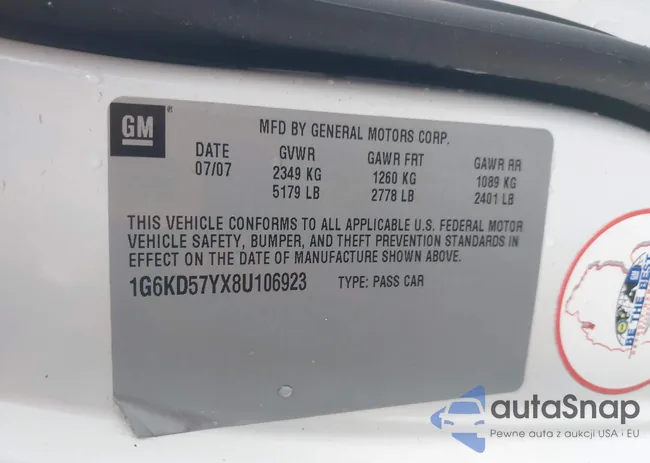 GM
®
MFD BY GENERAL MOTORS CORP.
DATE GVWR GAWR FRT GAWR RR
07/07 2349 KG 1260 KG 1089 KG
5179 LB 2778 LB 2401 LB
THIS VEHICLE CONFORMS TO ALL APPLICABLE U.S. FEDERAL MOTOR
VEHICLE SAFETY, BUMPER, AND THEFT PREVENTION STANDARDS IN
EFFECT ON THE DATE OF MANUFACTURE SHOWN ABOVE.
1G6KD57YX8U106923 TYPE: PASS CAR
BE THE BEST
autaSnap
Pewne auta z aukcji USA i EU